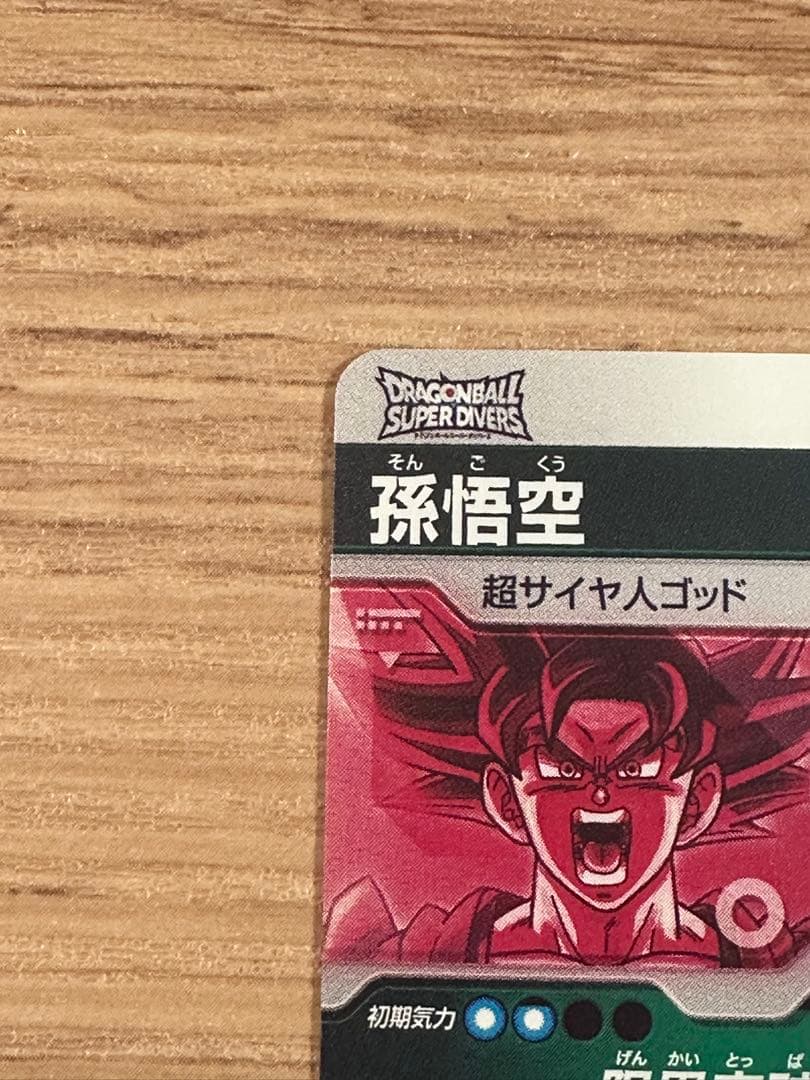 DRAGONBALL
SUPER DIVERS
そん ご くう
孫悟空
超サイヤ人ゴッド
初期気力
げん かい とっ ぱ